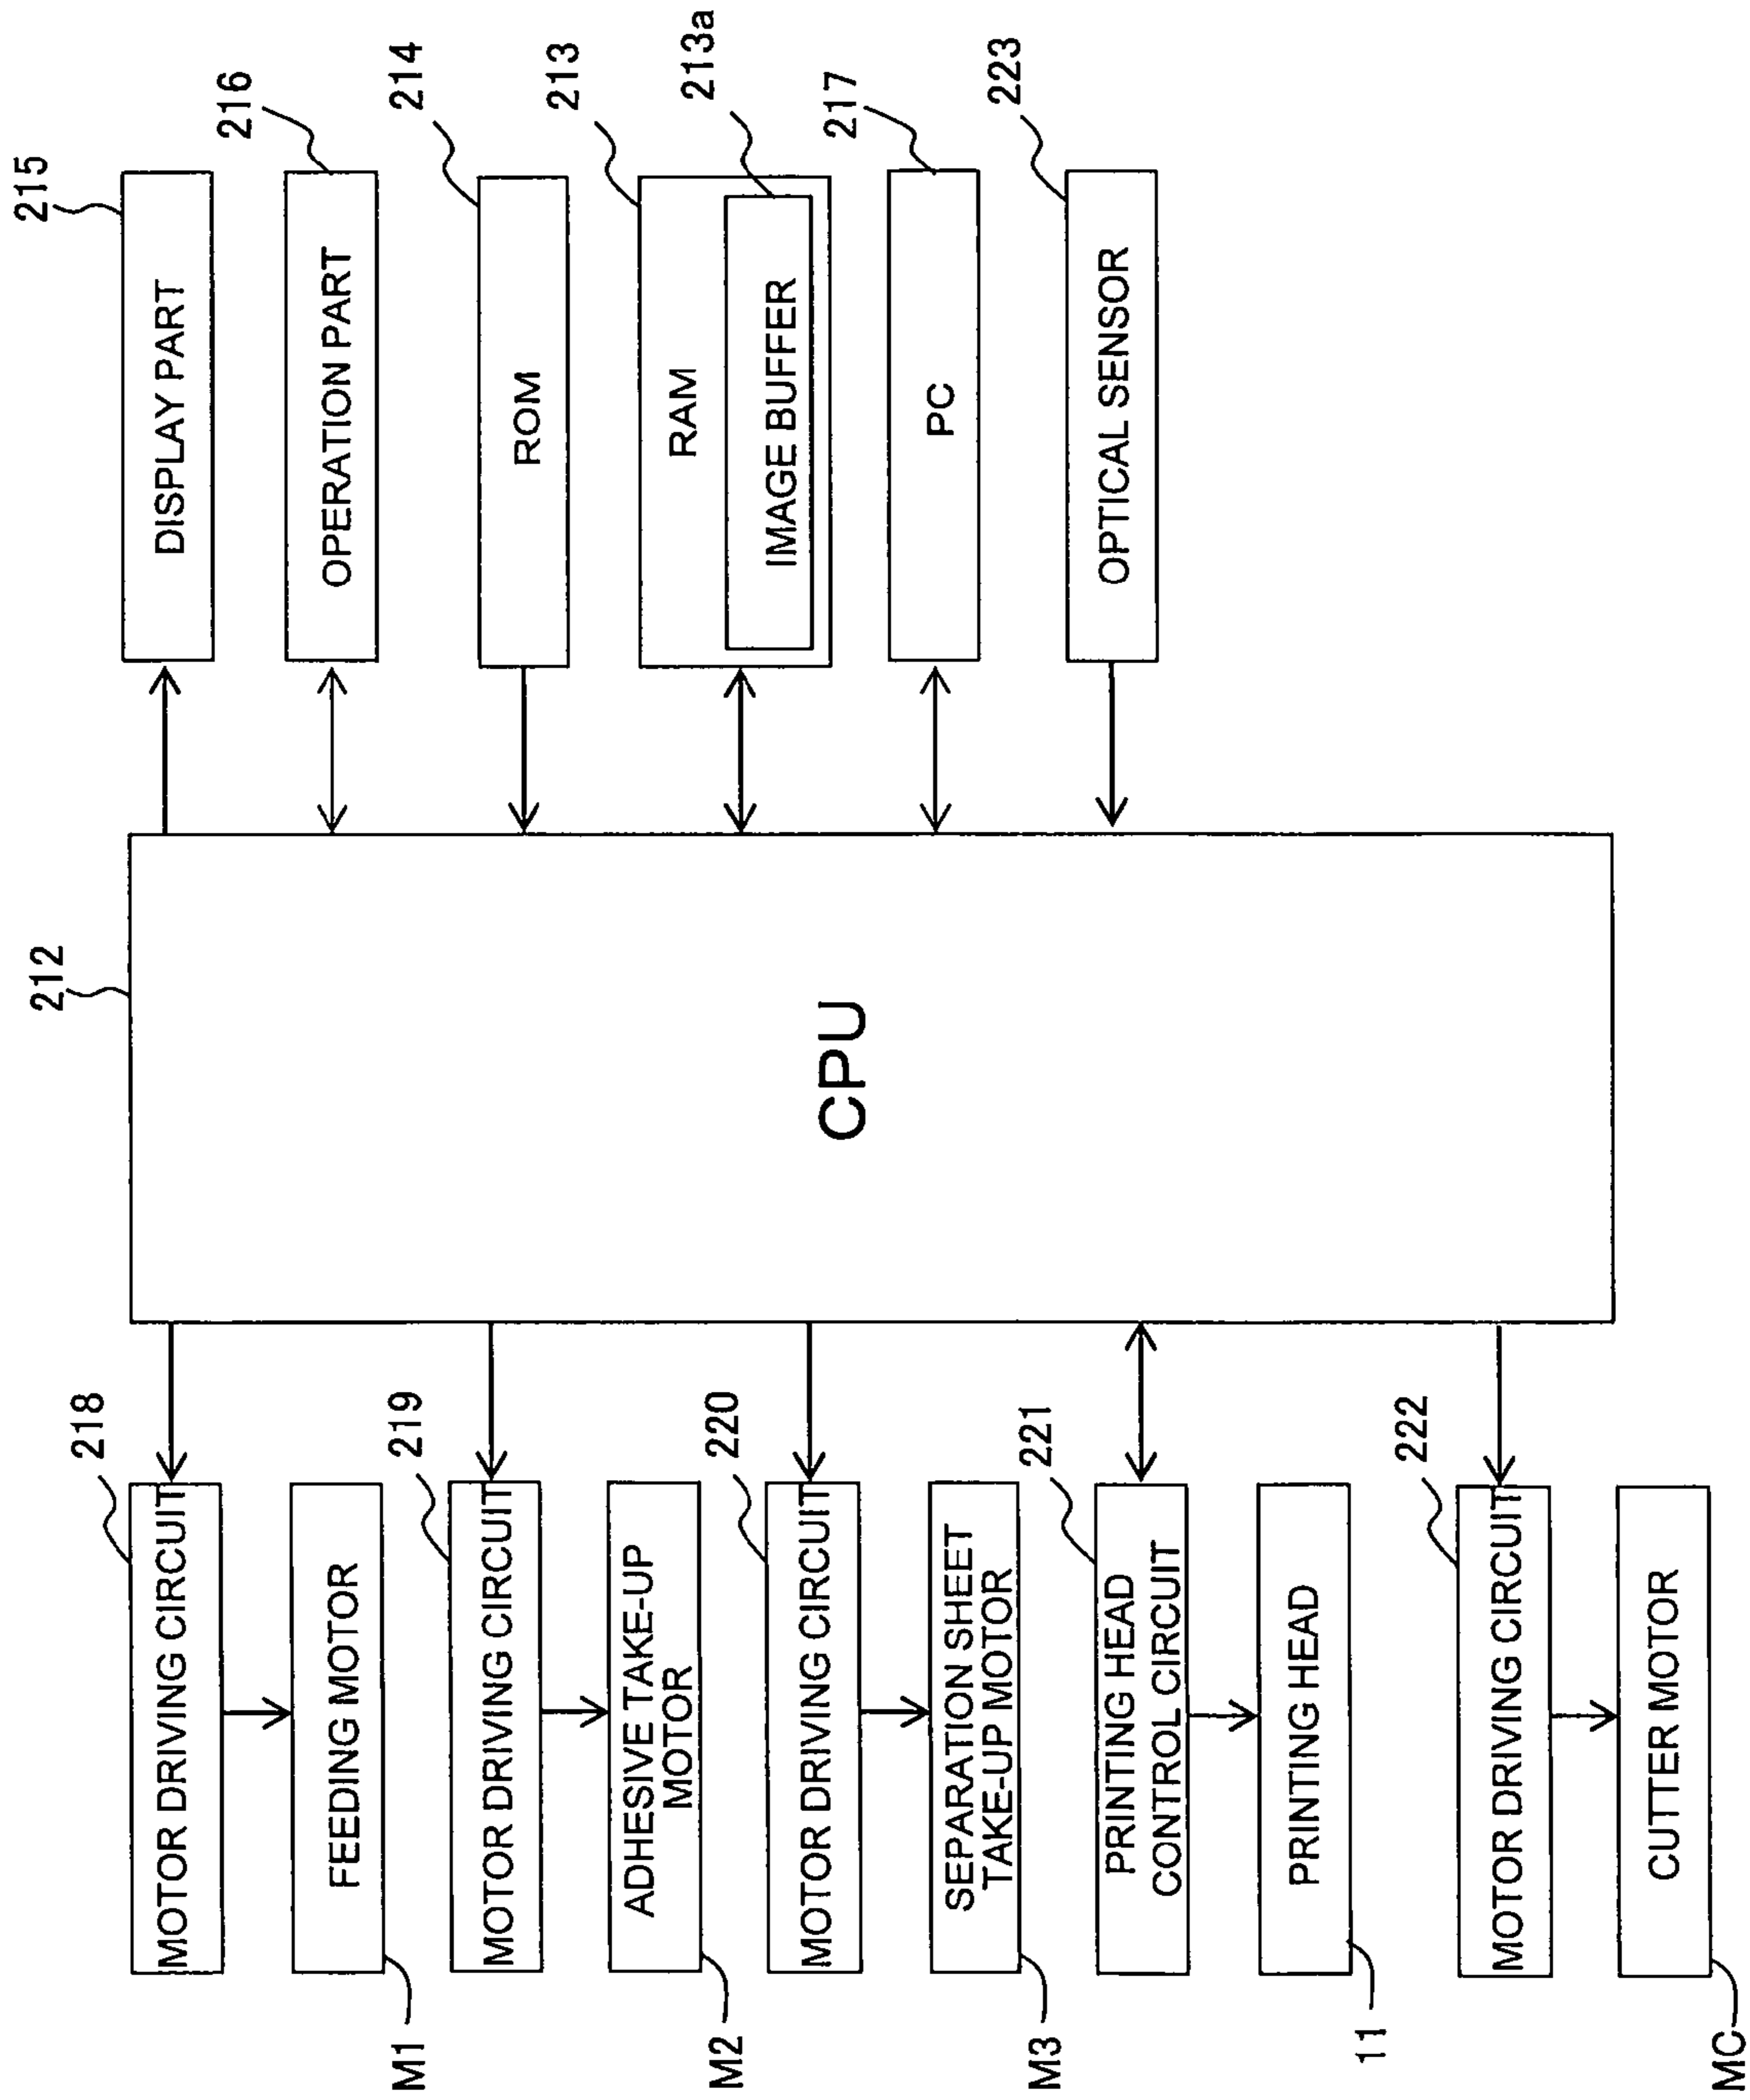 215
DISPLAY PART
216
OPERATION PART
214
ROM
213
RAM
213a
IMAGE BUFFER
217
PC
223
OPTICAL SENSOR
212
CPU
218
MOTOR DRIVING CIRCUIT
FEEDING MOTOR
M1
219
MOTOR DRIVING CIRCUIT
ADHESIVE TAKE-UP
MOTOR
M2
220
MOTOR DRIVING CIRCUIT
SEPARATION SHEET
TAKE-UP MOTOR
M3
221
PRINTING HEAD
CONTROL CIRCUIT
PRINTING HEAD
11
222
MOTOR DRIVING CIRCUIT
CUTTER MOTOR
MC